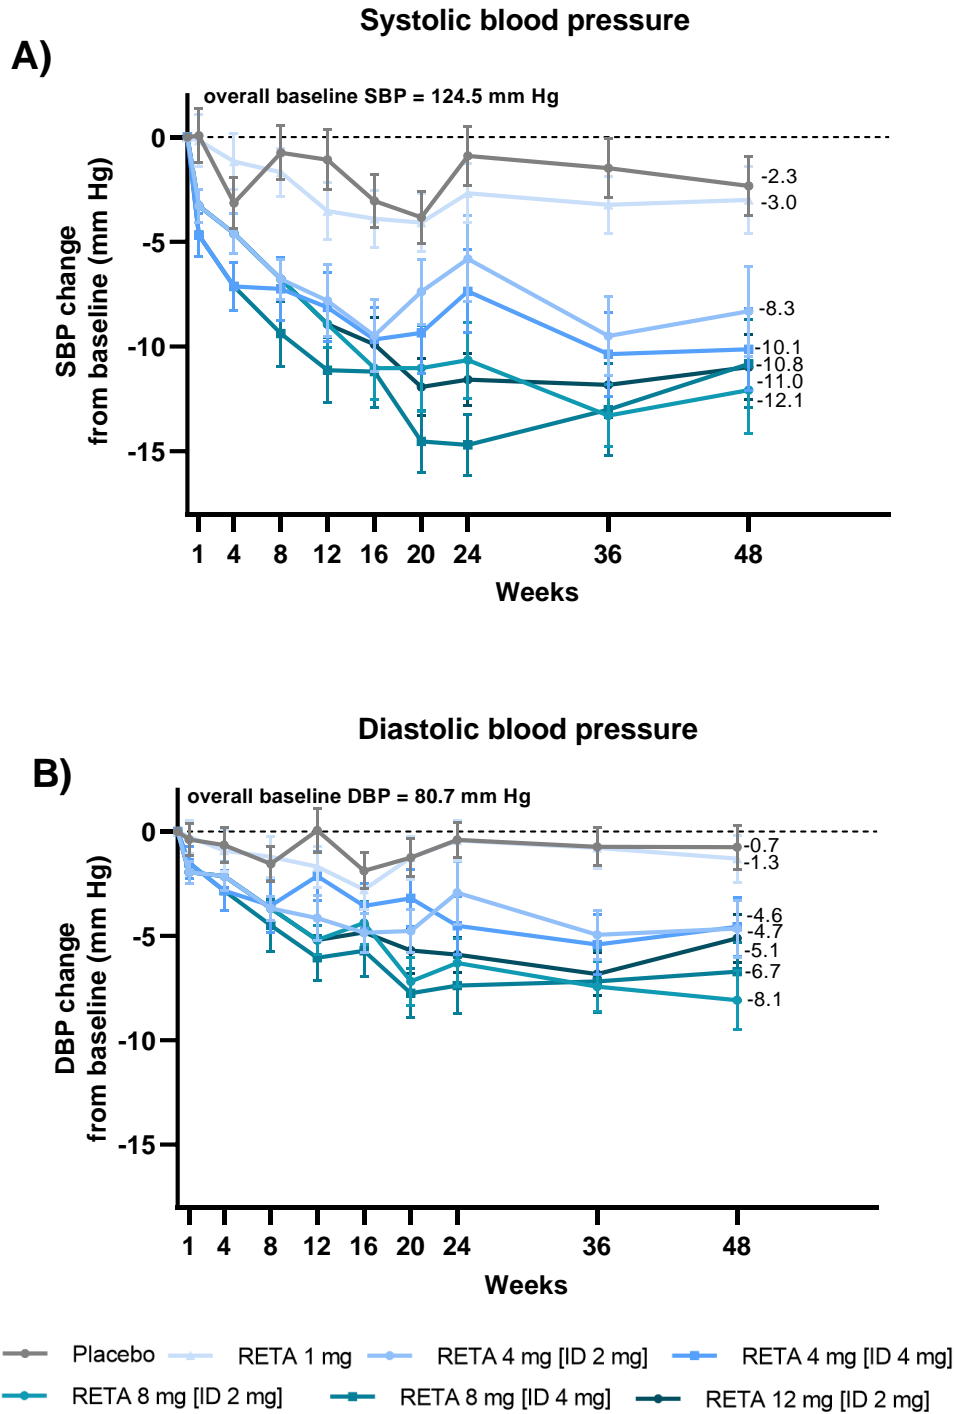 Systolic blood pressure
A)
overall baseline SBP = 124.5 mm Hg
SBP change
from baseline (mm Hg)
0
-5
-10
-15
-2.3
-3.0
-8.3
-10.1
-10.8
-11.0
-12.1
1 4 8 12 16 20 24 36 48
Weeks
Diastolic blood pressure
B)
overall baseline DBP = 80.7 mm Hg
DBP change
from baseline (mm Hg)
0
-5
-10
-15
-0.7
-1.3
-4.6
-4.7
-5.1
-6.7
-8.1
1 4 8 12 16 20 24 36 48
Weeks
Placebo RETA 1 mg RETA 4 mg [ID 2 mg] RETA 4 mg [ID 4 mg]
RETA 8 mg [ID 2 mg] RETA 8 mg [ID 4 mg] RETA 12 mg [ID 2 mg]